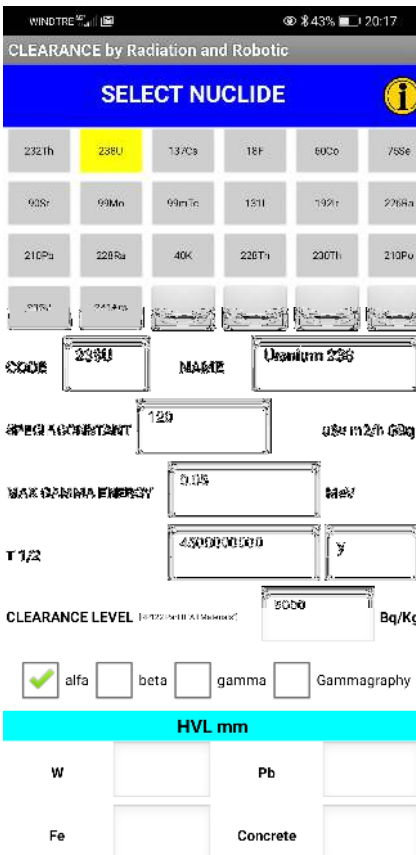 WINDTRE 43% 20:17
CLEARANCE by Radiation and Robotic
SELECT NUCLIDE
232Th 238U 137Cs 18F 60Co 75Se
90Sr 99Mo 99mTc 131I 192Ir 226Ra
228Ra 40K 228Th 230Th 210Po
CODE 238U NAME Uranium 238
120
MAX GAMMA ENERGY 0.05 MeV
T 1/2 4500000000 y
CLEARANCE LEVEL 5000 Bq/Kg
alfa beta gamma Gammagraphy
HVL mm
W Pb
Fe Concrete